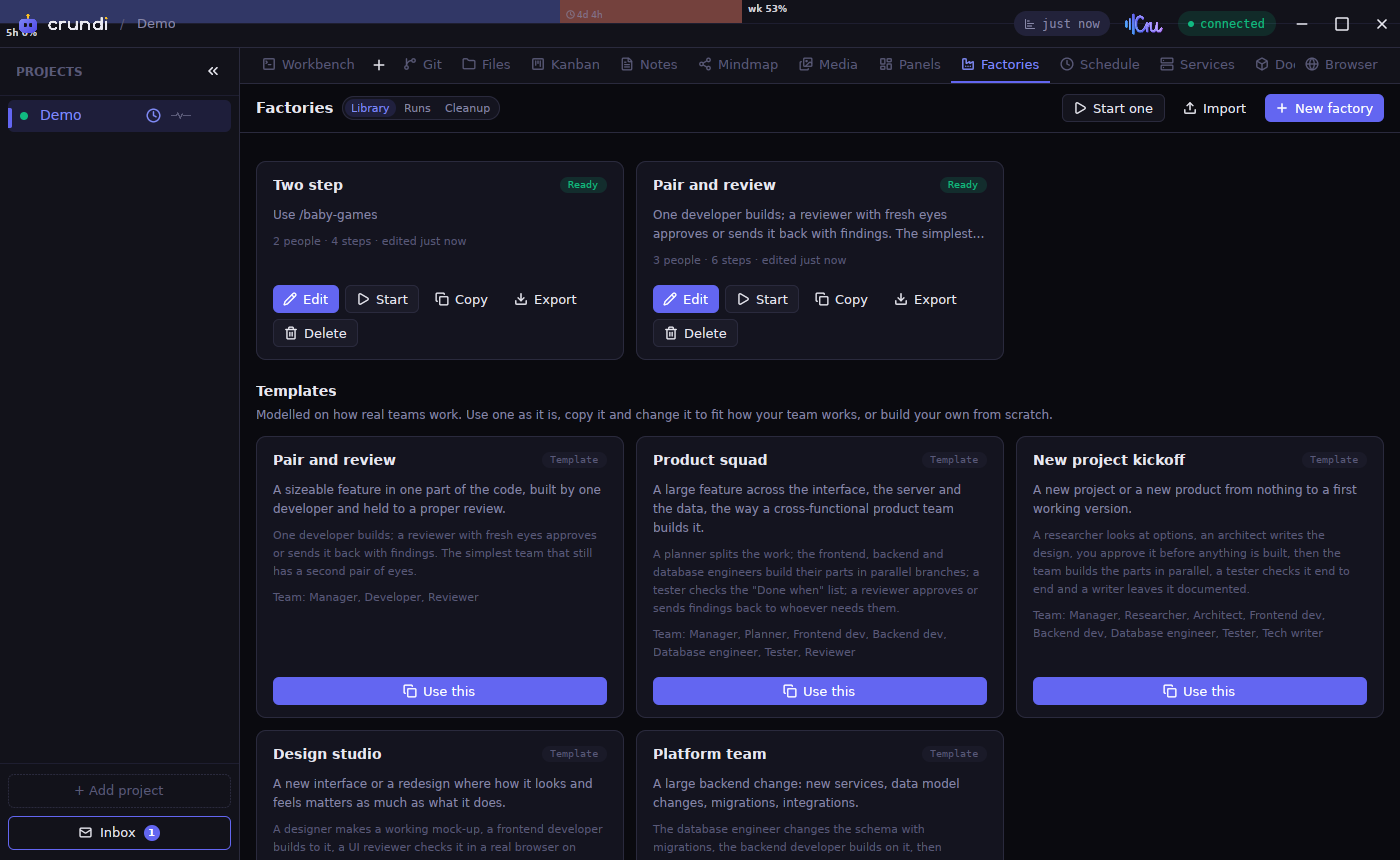 4d 4h
wk 53%
crundi / Demo
just now
Cru
connected
PROJECTS
Workbench
Git
Files
Kanban
Notes
Mindmap
Media
Panels
Factories
Schedule
Services
Browser
Demo
Factories
Library
Runs
Cleanup
Start one
Import
+ New factory
Two step
Ready
Use /baby-games
2 people · 4 steps · edited just now
Edit
Start
Copy
Export
Delete
Pair and review
Ready
One developer builds; a reviewer with fresh eyes
approves or sends it back with findings. The simplest...
3 people · 6 steps · edited just now
Edit
Start
Copy
Export
Delete
Templates
Modelled on how real teams work. Use one as it is, copy it and change it to fit how your team works, or build your own from scratch.
Pair and review
Template
A sizeable feature in one part of the code, built by one
developer and held to a proper review.
One developer builds; a reviewer with fresh eyes approves
or sends it back with findings. The simplest team that still
has a second pair of eyes.
Team: Manager, Developer, Reviewer
Use this
Product squad
Template
A large feature across the interface, the server and
the data, the way a cross-functional product team
builds it.
A planner splits the work; the frontend, backend and
database engineers build their parts in parallel branches; a
tester checks the "Done when" list; a reviewer approves or
sends findings back to whoever needs them.
Team: Manager, Planner, Frontend dev, Backend dev,
Database engineer, Tester, Reviewer
Use this
New project kickoff
Template
A new project or a new product from nothing to a first
working version.
A researcher looks at options, an architect writes the
design, you approve it before anything is built, then the
team builds the parts in parallel, a tester checks it end to
end and a writer leaves it documented.
Team: Manager, Researcher, Architect, Frontend dev,
Backend dev, Database engineer, Tester, Tech writer
Use this
Design studio
Template
A new interface or a redesign where how it looks and
feels matters as much as what it does.
A designer makes a working mock-up, a frontend developer
builds to it, a UI reviewer checks it in a real browser on
Platform team
Template
A large backend change: new services, data model
changes, migrations, integrations.
The database engineer changes the schema with
migrations, the backend developer builds on it, then
+ Add project
Inbox 1